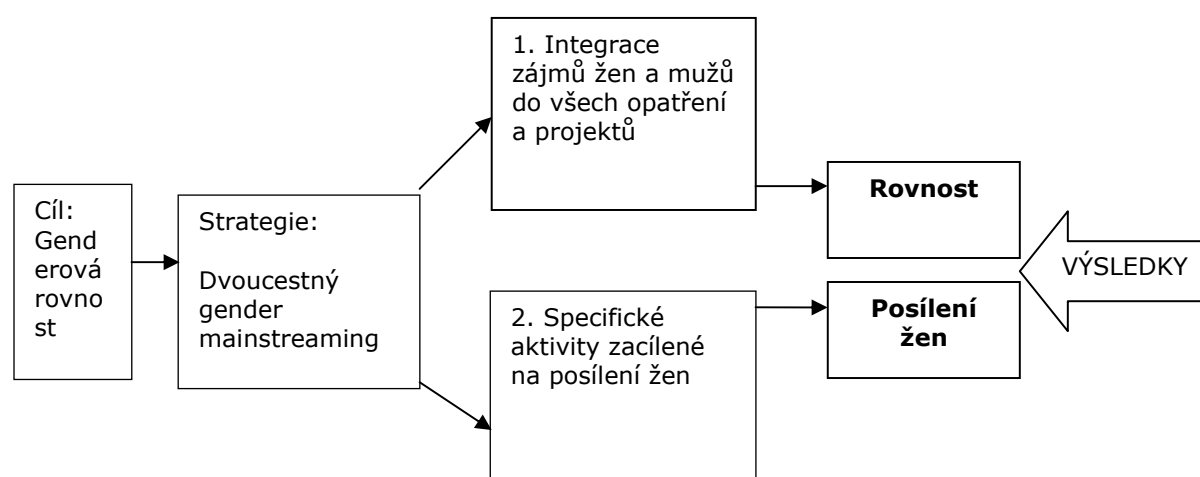 Cíl:
Gend
erová
rovno
st
Strategie:
Dvoucestný
gender
mainstreaming
1. Integrace
zájmů žen a mužů
do všech opatření
a projektů
2. Specifické
aktivity zacílené
na posílení žen
Rovnost
Posílení
žen
VÝSLEDKY